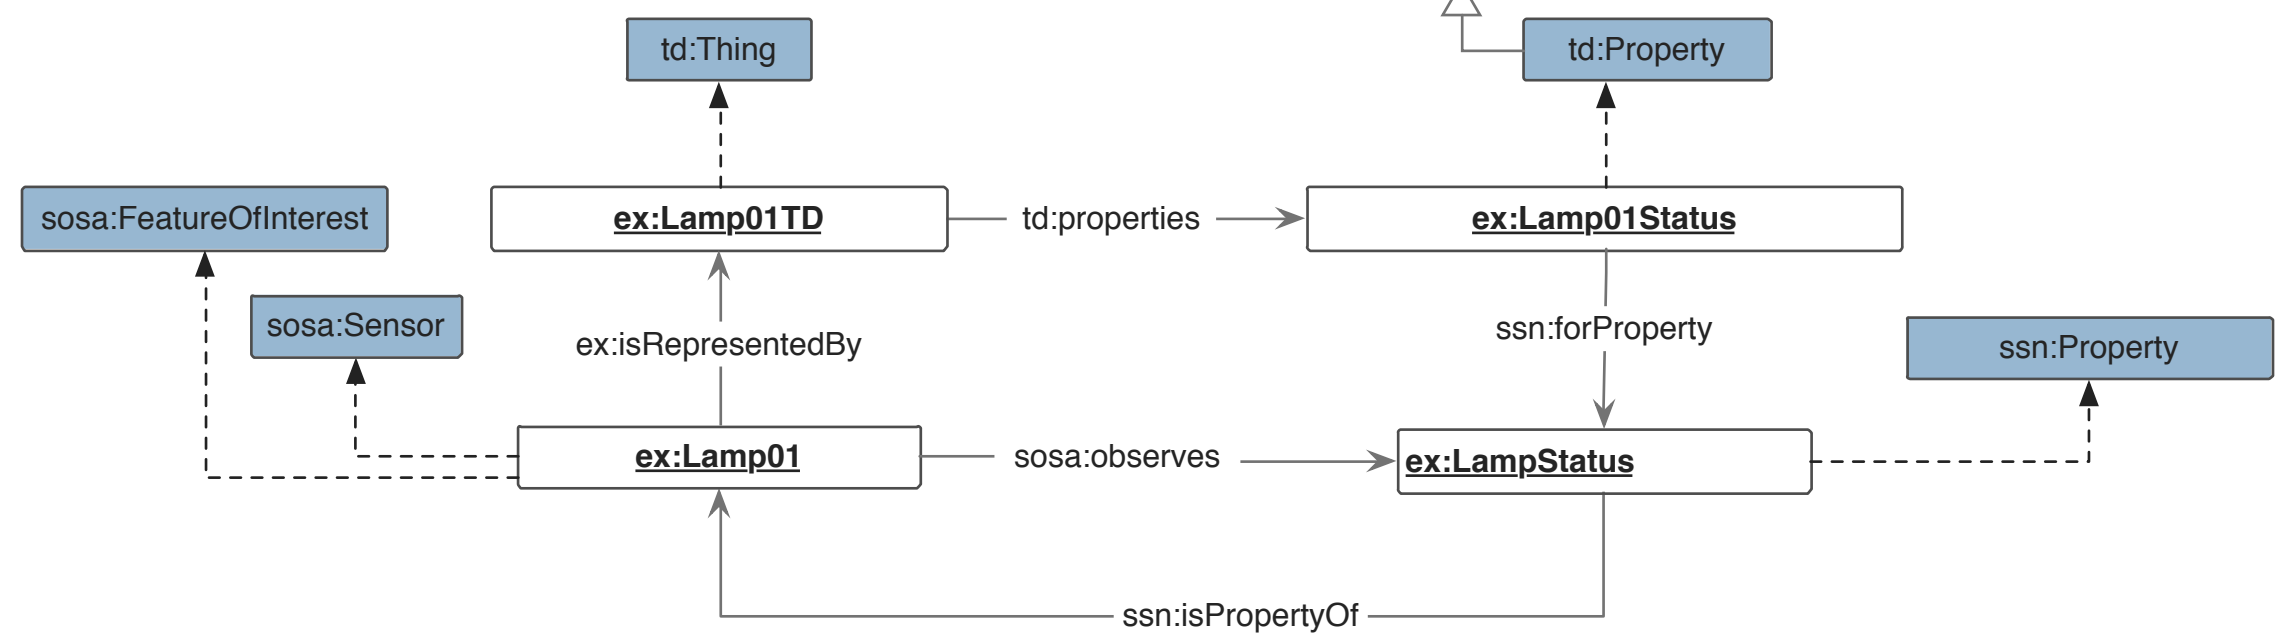 td:Thing
td:Property
sosa:FeatureOfInterest
ex:Lamp01TD
td:properties
ex:Lamp01Status
sosa:Sensor
ex:isRepresentedBy
ssn:forProperty
ssn:Property
ex:Lamp01
sosa:observes
ex:LampStatus
ssn:isPropertyOf